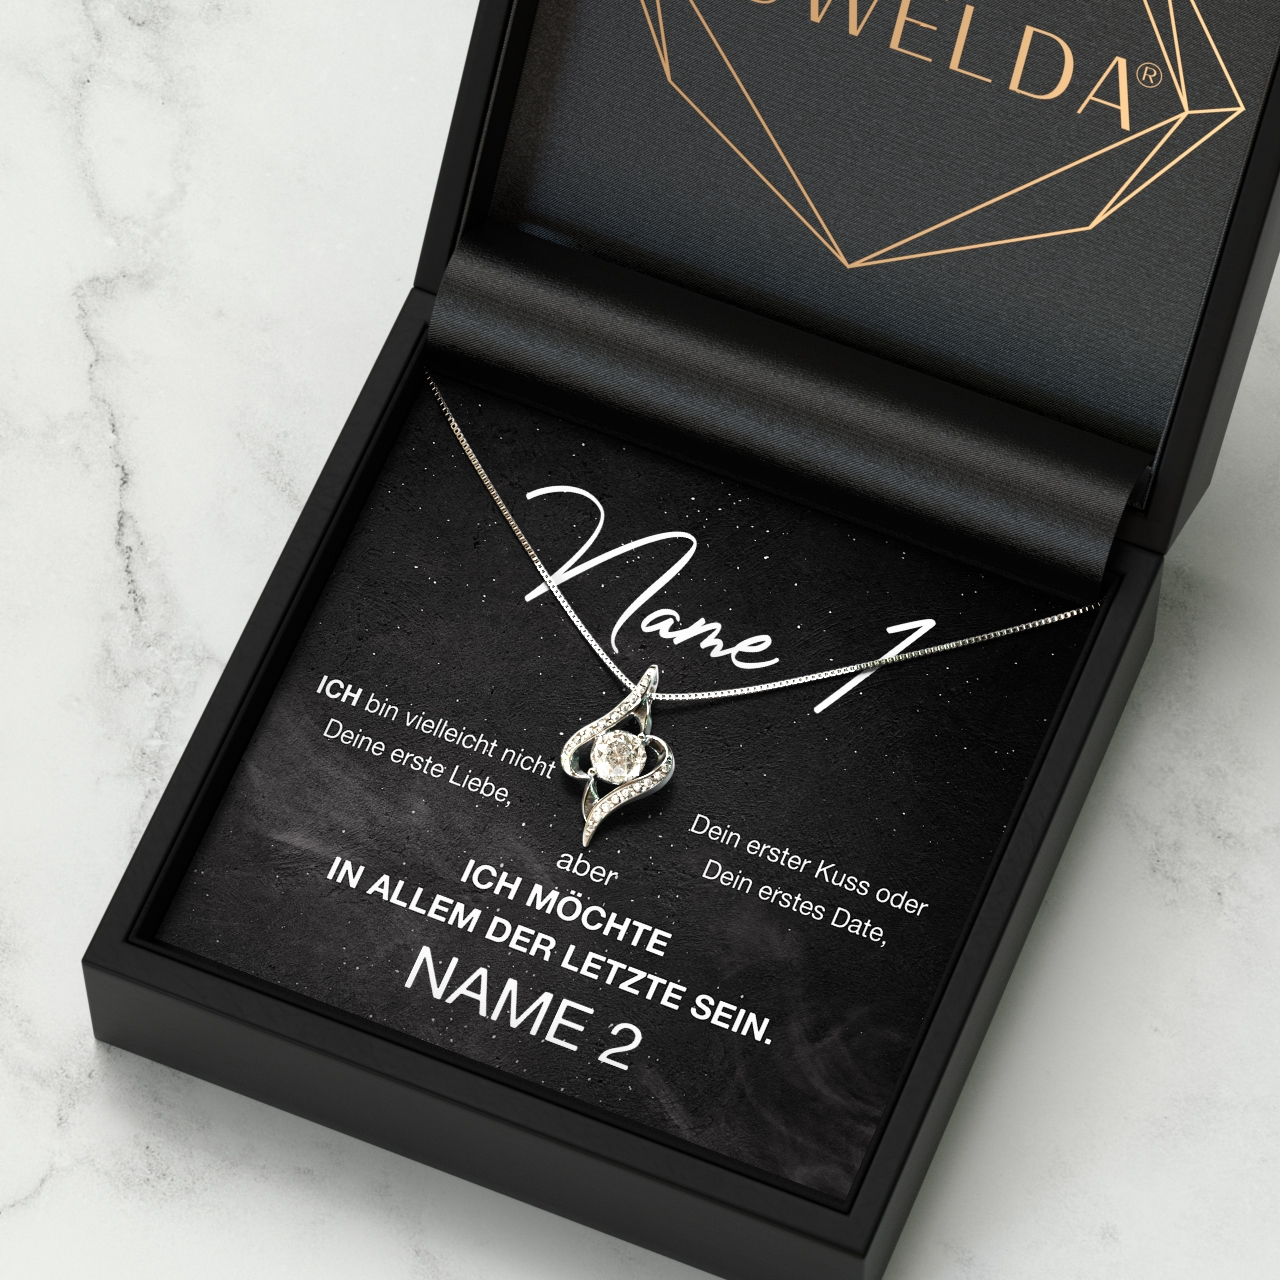 WELDA®
Name 1
ICH bin vielleicht nicht
Deine erste Liebe,
Dein erster Kuss oder
Dein erstes Date,
aber
ICH MÖCHTE
IN ALLEM DER LETZTE SEIN.
NAME 2